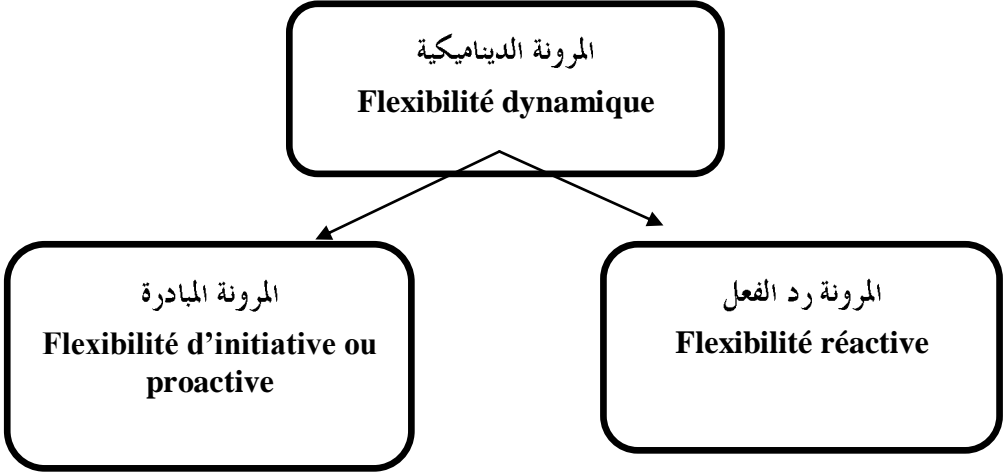 المرونة الديناميكية
Flexibilité dynamique
المرونة المبادرة
Flexibilité d’initiative ou
proactive
المرونة رد الفعل
Flexibilité réactive